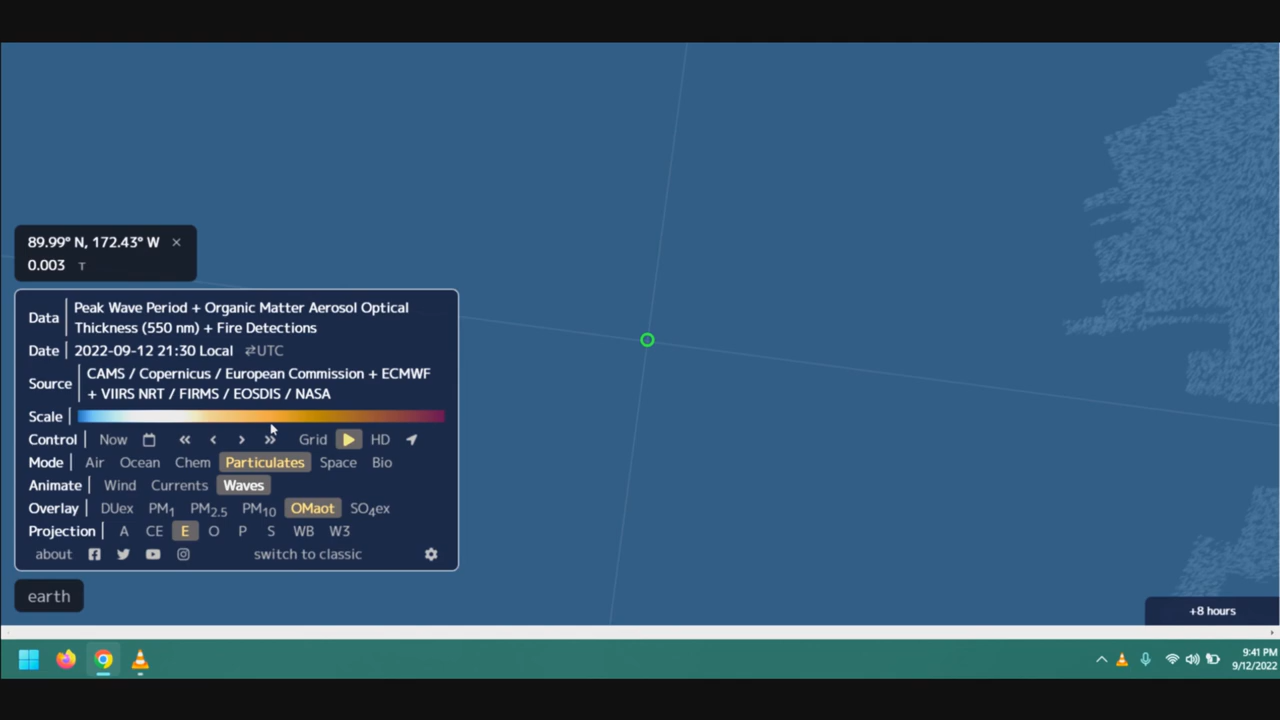 89.99° N, 172.43° W ×
0.003 T
Data | Peak Wave Period + Organic Matter Aerosol Optical
Thickness (550 nm) + Fire Detections
Date | 2022-09-12 21:30 Local ⇄UTC
Source | CAMS / Copernicus / European Commission + ECMWF
+ VIIRS NRT / FIRMS / EOSDIS / NASA
Scale |
Control | Now « ‹ › » Grid HD
Mode | Air Ocean Chem Particulates Space Bio
Animate | Wind Currents Waves
Overlay | DUex PM₁ PM₂.₅ PM₁₀ OMaot SO₄ex
Projection | A CE E O P S WB W3
about switch to classic
earth
+8 hours
9:41 PM
9/12/2022